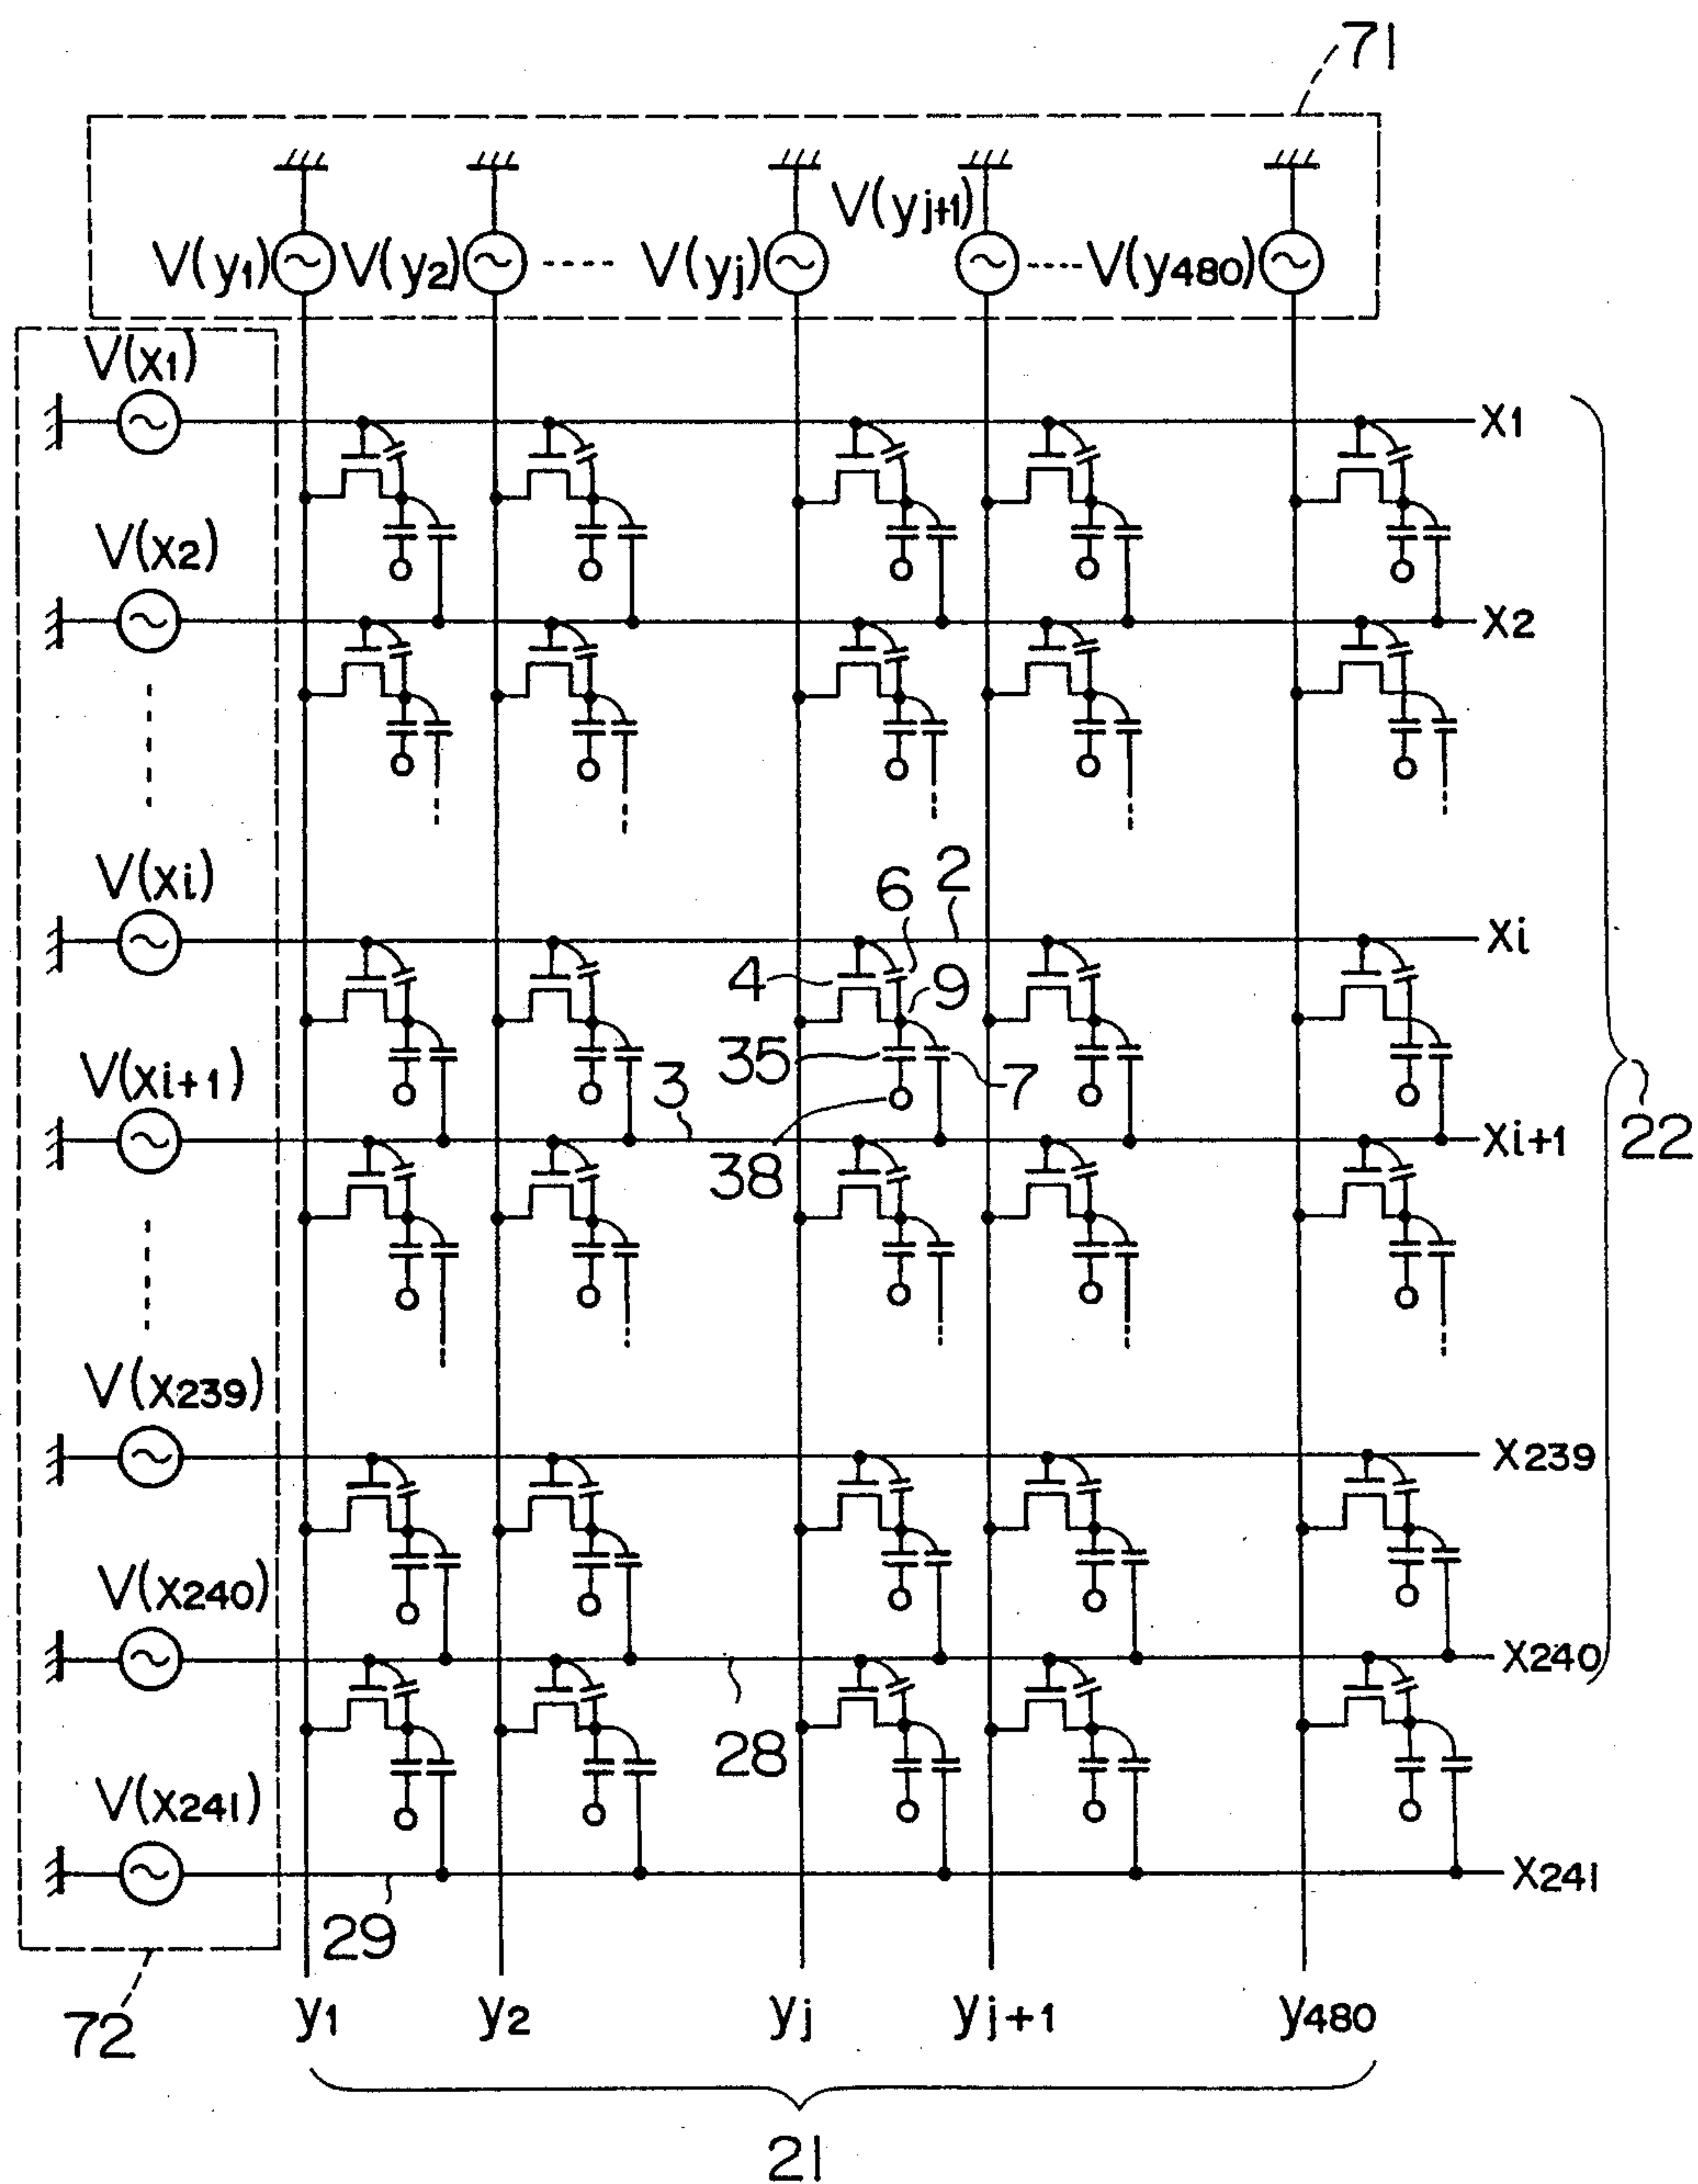 71
V(yj+1)
V(y1) V(y2) ---- V(yj) ---- V(y480)
V(x1)
X1
V(x2)
X2
V(xi)
2
6
Xi
4
9
35
7
V(xi+1)
3
22
Xi+1
38
V(x239)
X239
V(x240)
X240
28
V(x241)
X241
29
72
y1 y2 yj yj+1 y480
21